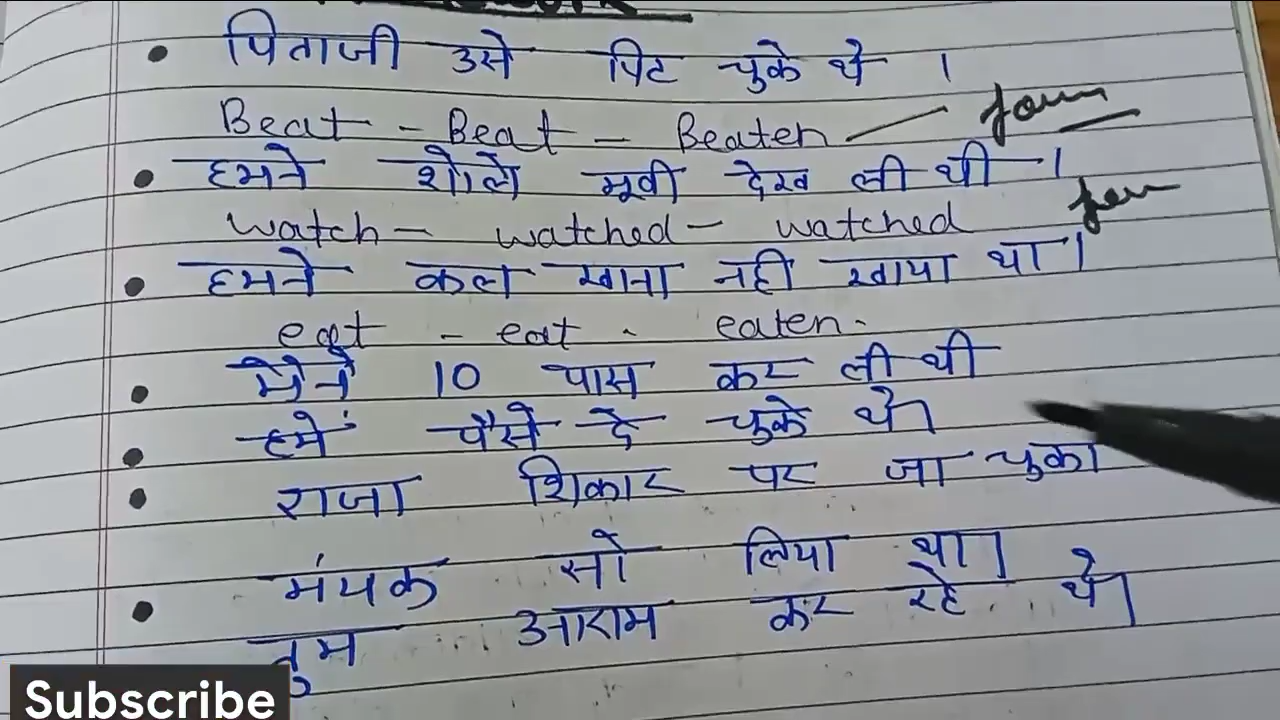 पिताजी उसे पिट चुके थे ।
Beat - Beat - Beaten — form
हमने शोले मूवी देख ली थी ।
watch - watched - watched
हमने कल खाना नही खाया था।
eat - eat - eaten.
मेने 10 पास कर ली थी
हमे पैसे दे चुके थे।
राजा शिकार पर जा चुका
मंयक सो लिया था।
तुम आराम कर रहे थे।
Subscribe